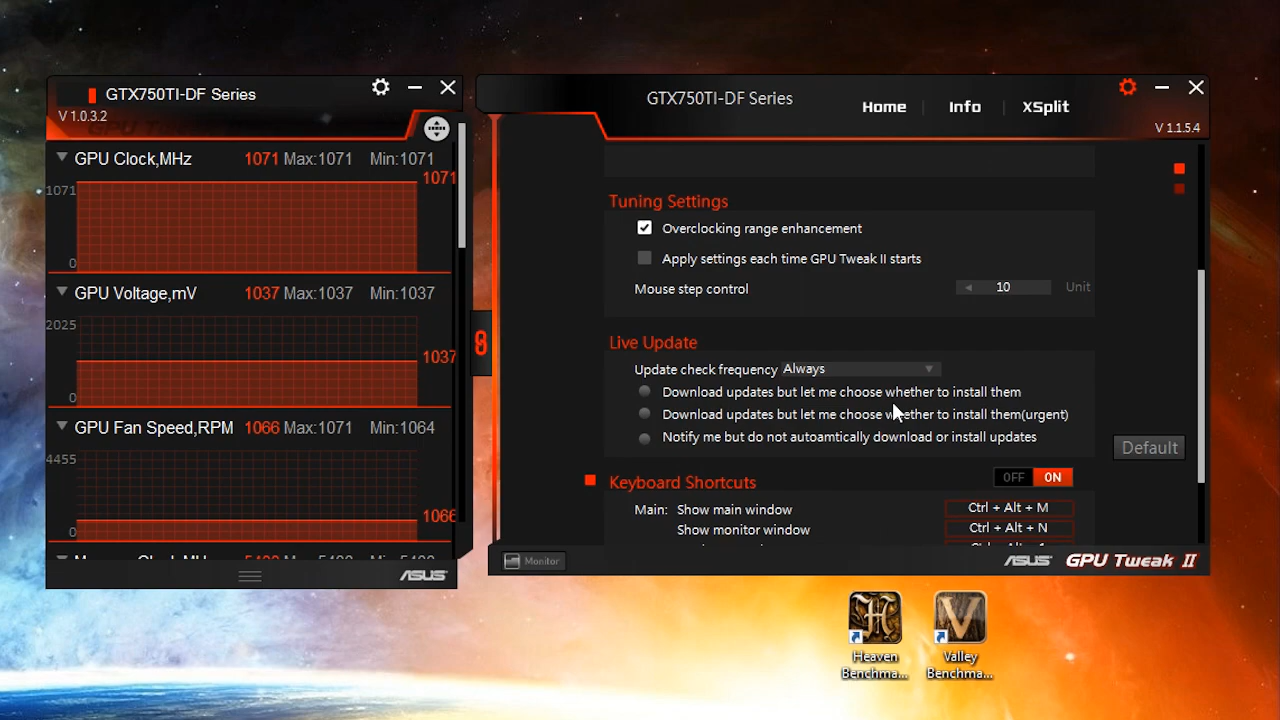 GTX750TI-DF Series
V 1.0.3.2
GPU Clock,MHz 1071 Max:1071 Min:1071
1071
1071
0
GPU Voltage,mV 1037 Max:1037 Min:1037
2025
1037
0
GPU Fan Speed,RPM 1066 Max:1071 Min:1064
4455
1066
0
ASUS
GTX750TI-DF Series
Home Info XSplit
V 1.1.5.4
Tuning Settings
Overclocking range enhancement
Apply settings each time GPU Tweak II starts
Mouse step control 10 Unit
Live Update
Update check frequency Always
Download updates but let me choose whether to install them
Download updates but let me choose whether to install them(urgent)
Notify me but do not autoamtically download or install updates
Default
Keyboard Shortcuts OFF ON
Main: Show main window Ctrl + Alt + M
Show monitor window Ctrl + Alt + N
Monitor
ASUS GPU Tweak II
Heaven
Benchma...
Valley
Benchma...